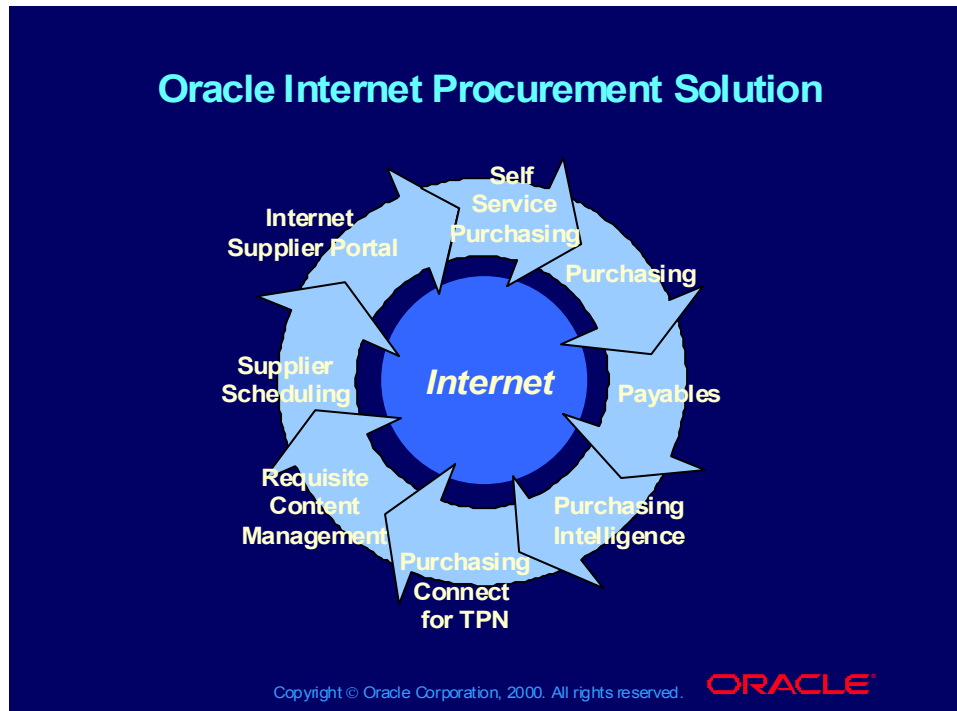 Oracle Internet Procurement Solution
Self
Service
Purchasing
Internet
Supplier Portal
Purchasing
Supplier
Scheduling
Internet
Payables
Requisite
Content
Management
Purchasing
Intelligence
Purchasing
Connect
for TPN
Copyright © Oracle Corporation, 2000. All rights reserved.
ORACLE®